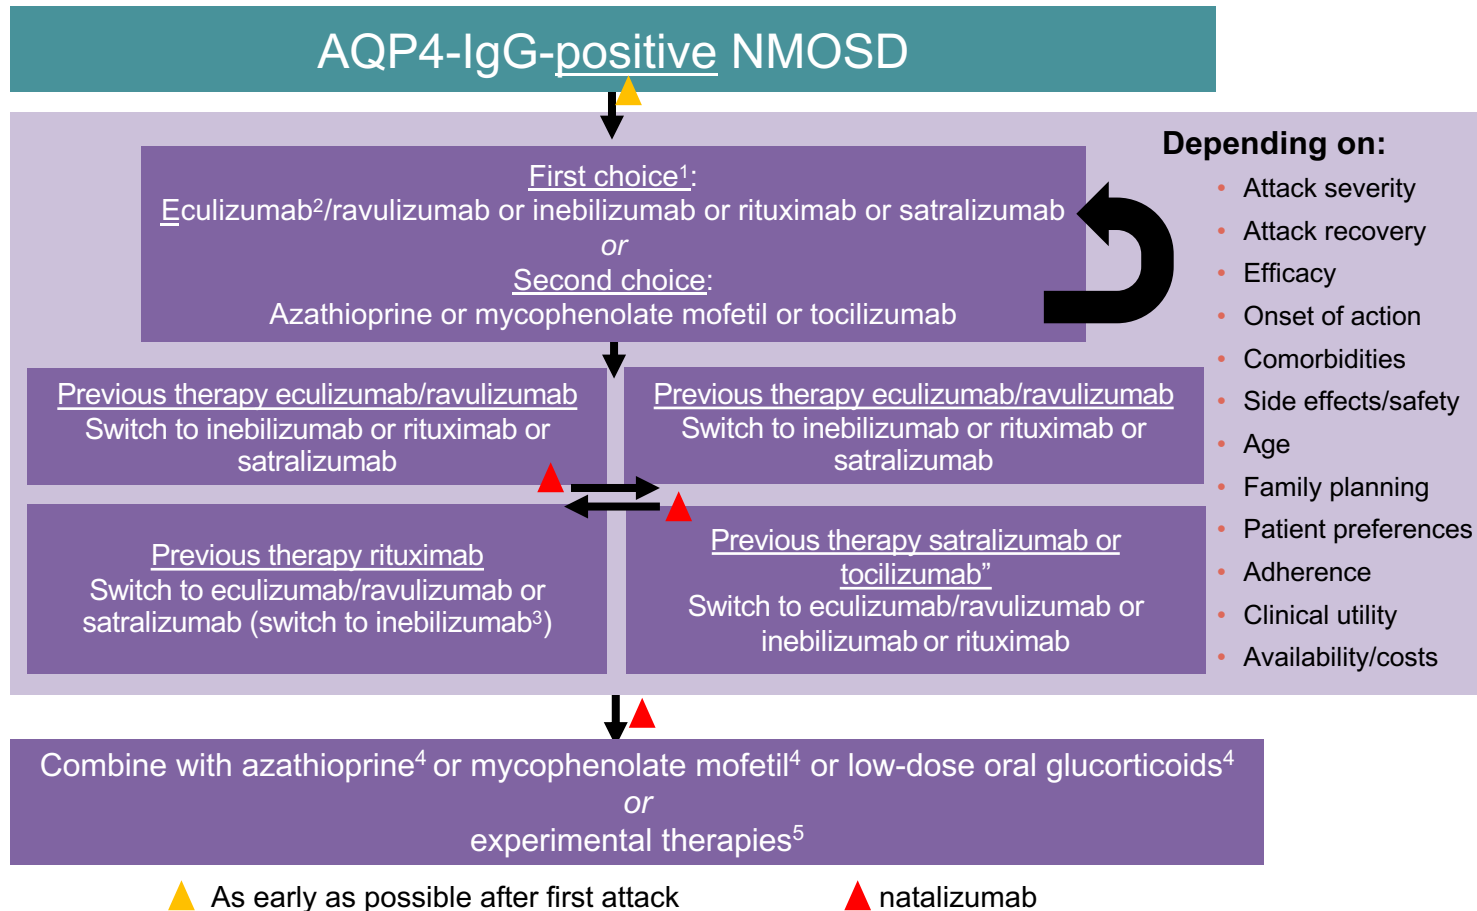 AQP4-IgG-positive NMOSD
First choice¹:
Eculizumab²/ravulizumab or inebilizumab or rituximab or satralizumab
or
Second choice:
Azathioprine or mycophenolate mofetil or tocilizumab
Depending on:
• Attack severity
• Attack recovery
• Efficacy
• Onset of action
• Comorbidities
• Side effects/safety
• Age
• Family planning
• Patient preferences
• Adherence
• Clinical utility
• Availability/costs
Previous therapy eculizumab/ravulizumab
Switch to inebilizumab or rituximab or
satralizumab
Previous therapy eculizumab/ravulizumab
Switch to inebilizumab or rituximab or
satralizumab
Previous therapy rituximab
Switch to eculizumab/ravulizumab or
satralizumab (switch to inebilizumab³)
Previous therapy satralizumab or
tocilizumab”
Switch to eculizumab/ravulizumab or
inebilizumab or rituximab
Combine with azathioprine⁴ or mycophenolate mofetil⁴ or low-dose oral glucorticoids⁴
or
experimental therapies⁵
As early as possible after first attack
natalizumab